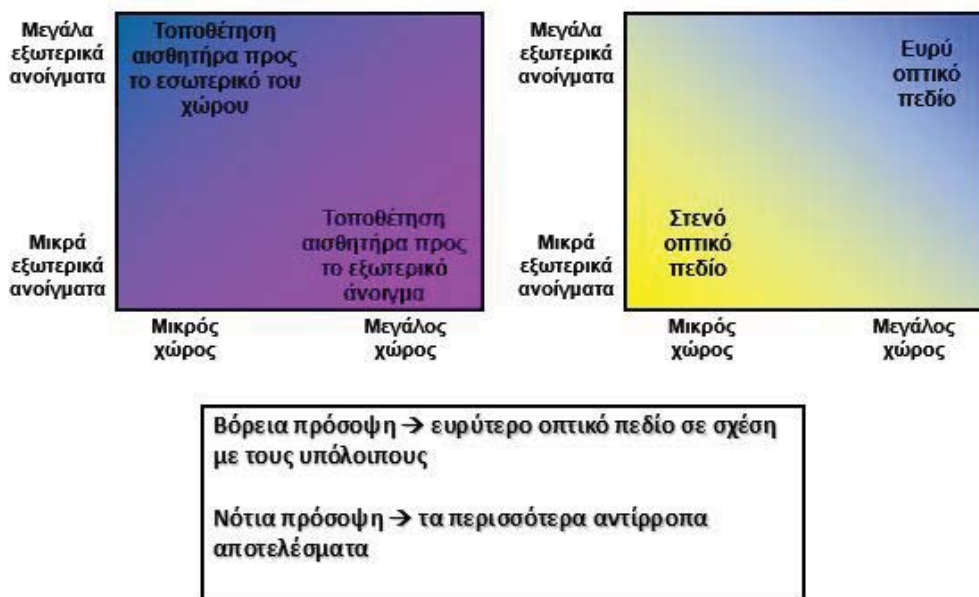 Μεγάλα
εξωτερικά
ανοίγματα
Τοποθέτηση
αισθητήρα προς
το εσωτερικό του
χώρου
Τοποθέτηση
αισθητήρα προς
το εξωτερικό
άνοιγμα
Μικρά
εξωτερικά
ανοίγματα
Μικρός
χώρος
Μεγάλος
χώρος
Μεγάλα
εξωτερικά
ανοίγματα
Ευρύ
οπτικό
πεδίο
Στενό
οπτικό
πεδίο
Μικρά
εξωτερικά
ανοίγματα
Μικρός
χώρος
Μεγάλος
χώρος
Βόρεια πρόσοψη → ευρύτερο οπτικό πεδίο σε σχέση
με τους υπόλοιπους
Νότια πρόσοψη → τα περισσότερα αντίρροπα
αποτελέσματα